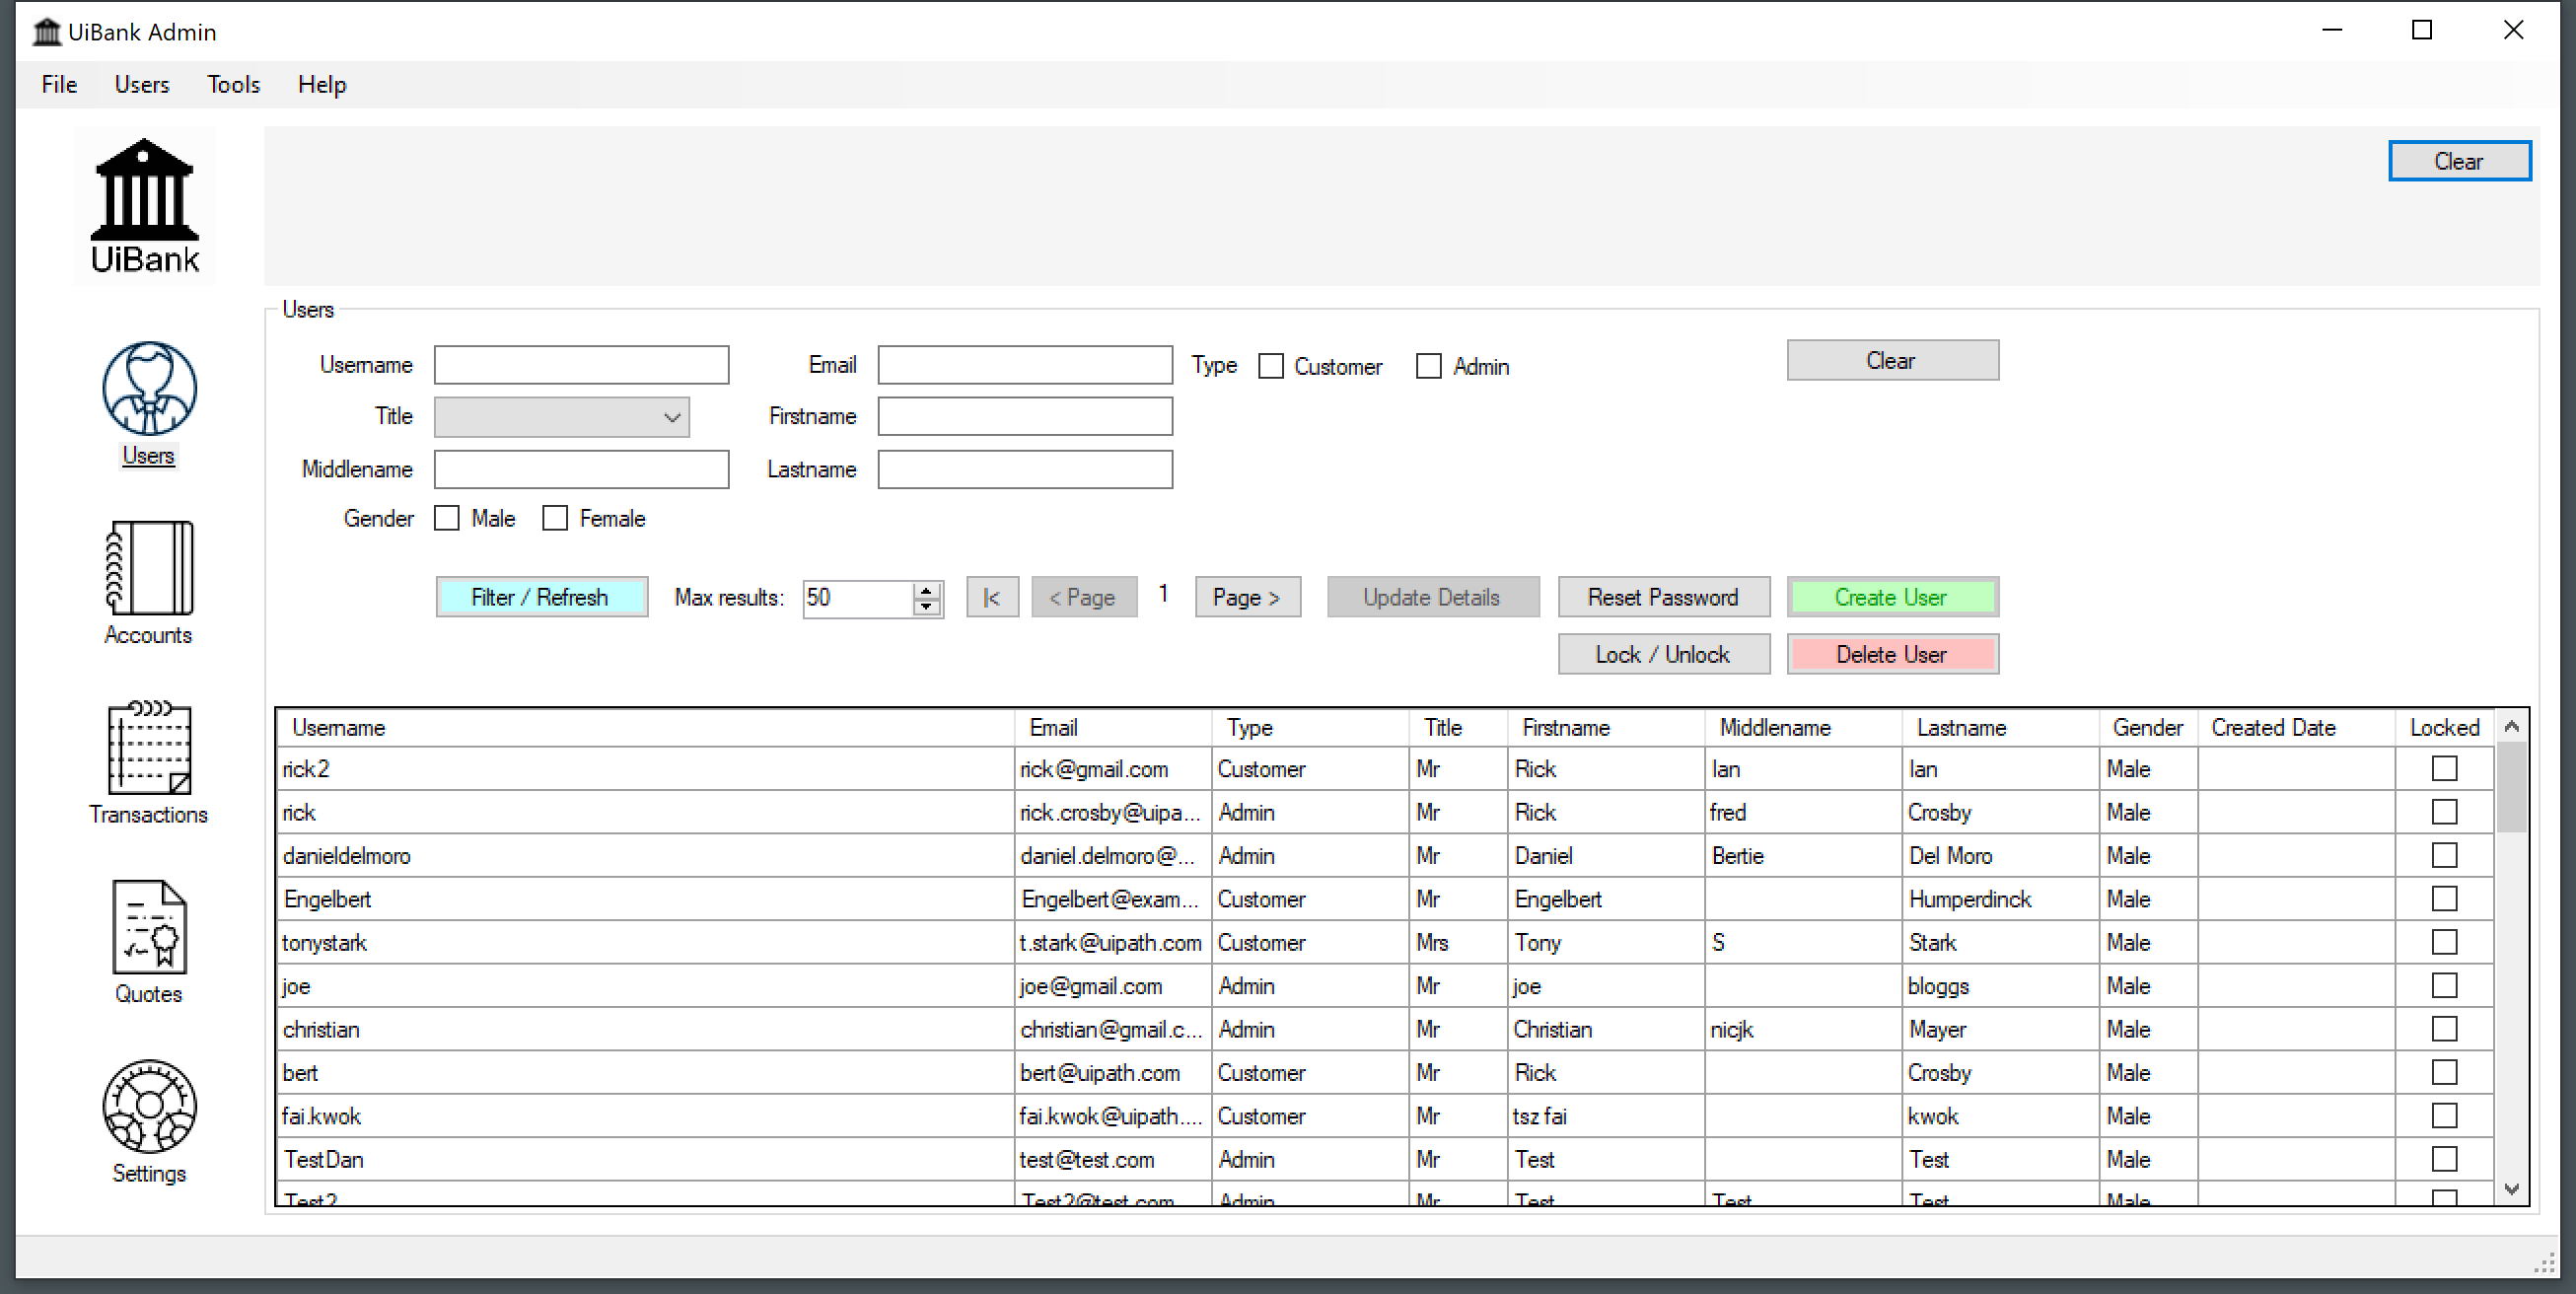 UiBank Admin
File Users Tools Help
Clear
UiBank
Users
Username Email Type Customer Admin Clear
Title Firstname
Users
Middlename Lastname
Gender Male Female
Filter / Refresh Max results: 50 |< < Page 1 Page > Update Details Reset Password Create User
Accounts
Lock / Unlock Delete User
Username Email Type Title Firstname Middlename Lastname Gender Created Date Locked
rick2 rick@gmail.com Customer Mr Rick Ian Ian Male
rick rick.crosby@uipa... Admin Mr Rick fred Crosby Male
Transactions
danieldelmoro daniel.delmoro@... Admin Mr Daniel Bertie Del Moro Male
Engelbert Engelbert@exam... Customer Mr Engelbert Humperdinck Male
tonystark t.stark@uipath.com Customer Mrs Tony S Stark Male
joe joe@gmail.com Admin Mr joe bloggs Male
Quotes
christian christian@gmail.c... Admin Mr Christian nicjk Mayer Male
bert bert@uipath.com Customer Mr Rick Crosby Male
fai.kwok fai.kwok@uipath.... Customer Mr tsz fai kwok Male
TestDan test@test.com Admin Mr Test Test Male
Settings
Test2 Test2@test.com Admin Mr Test Test Test Male